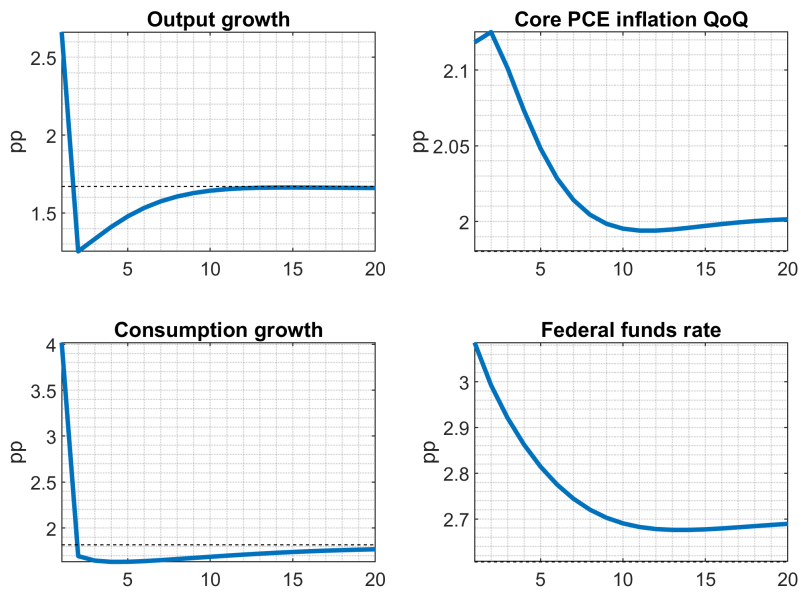 Output growth
pp
2.5
2
1.5
5 10 15 20
Core PCE inflation QoQ
pp
2.1
2.05
2
5 10 15 20
Consumption growth
pp
4
3.5
3
2.5
2
5 10 15 20
Federal funds rate
pp
3
2.9
2.8
2.7
5 10 15 20